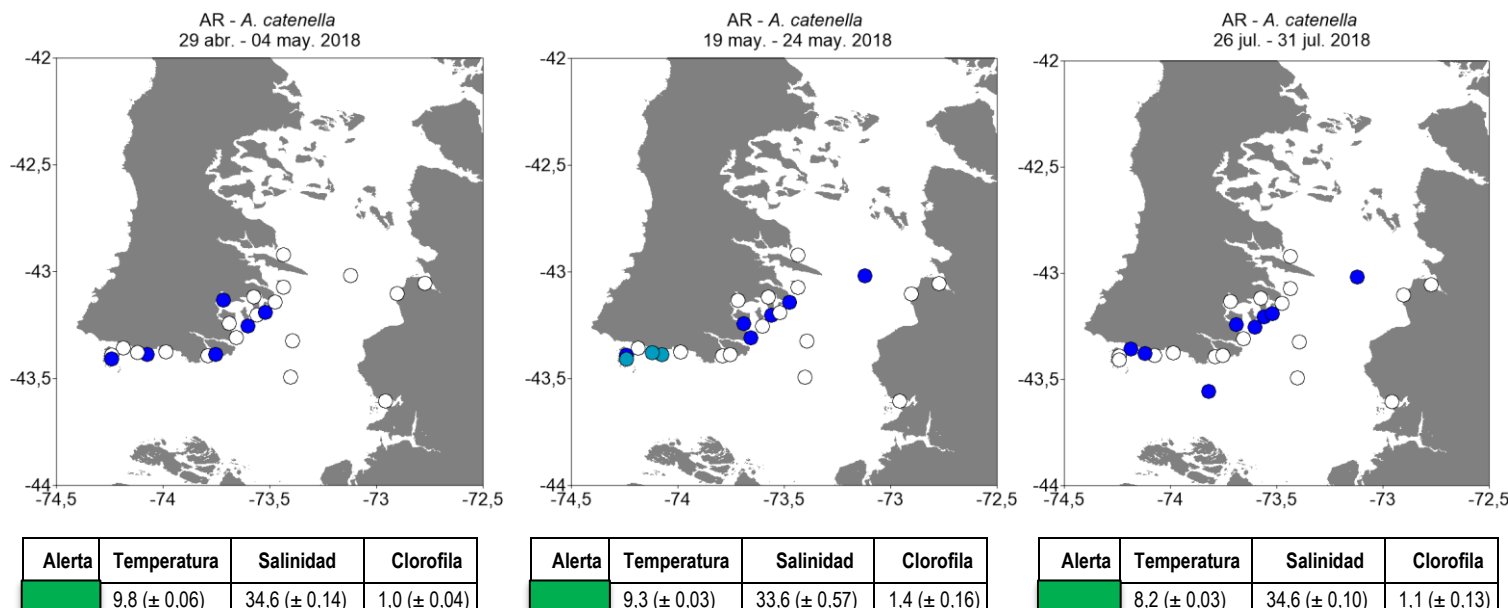 AR - A. catenella
29 abr. - 04 may. 2018
-42
-42,5
-43
-43,5
-44
-74,5 -74 -73,5 -73 -72,5
AR - A. catenella
19 may. - 24 may. 2018
-42
-42,5
-43
-43,5
-44
-74,5 -74 -73,5 -73 -72,5
AR - A. catenella
26 jul. - 31 jul. 2018
-42
-42,5
-43
-43,5
-44
-74,5 -74 -73,5 -73 -72,5
Alerta Temperatura Salinidad Clorofila
9,8 (± 0,06) 34,6 (± 0,14) 1,0 (± 0,04)
Alerta Temperatura Salinidad Clorofila
9,3 (± 0,03) 33,6 (± 0,57) 1,4 (± 0,16)
Alerta Temperatura Salinidad Clorofila
8,2 (± 0,03) 34,6 (± 0,10) 1,1 (± 0,13)